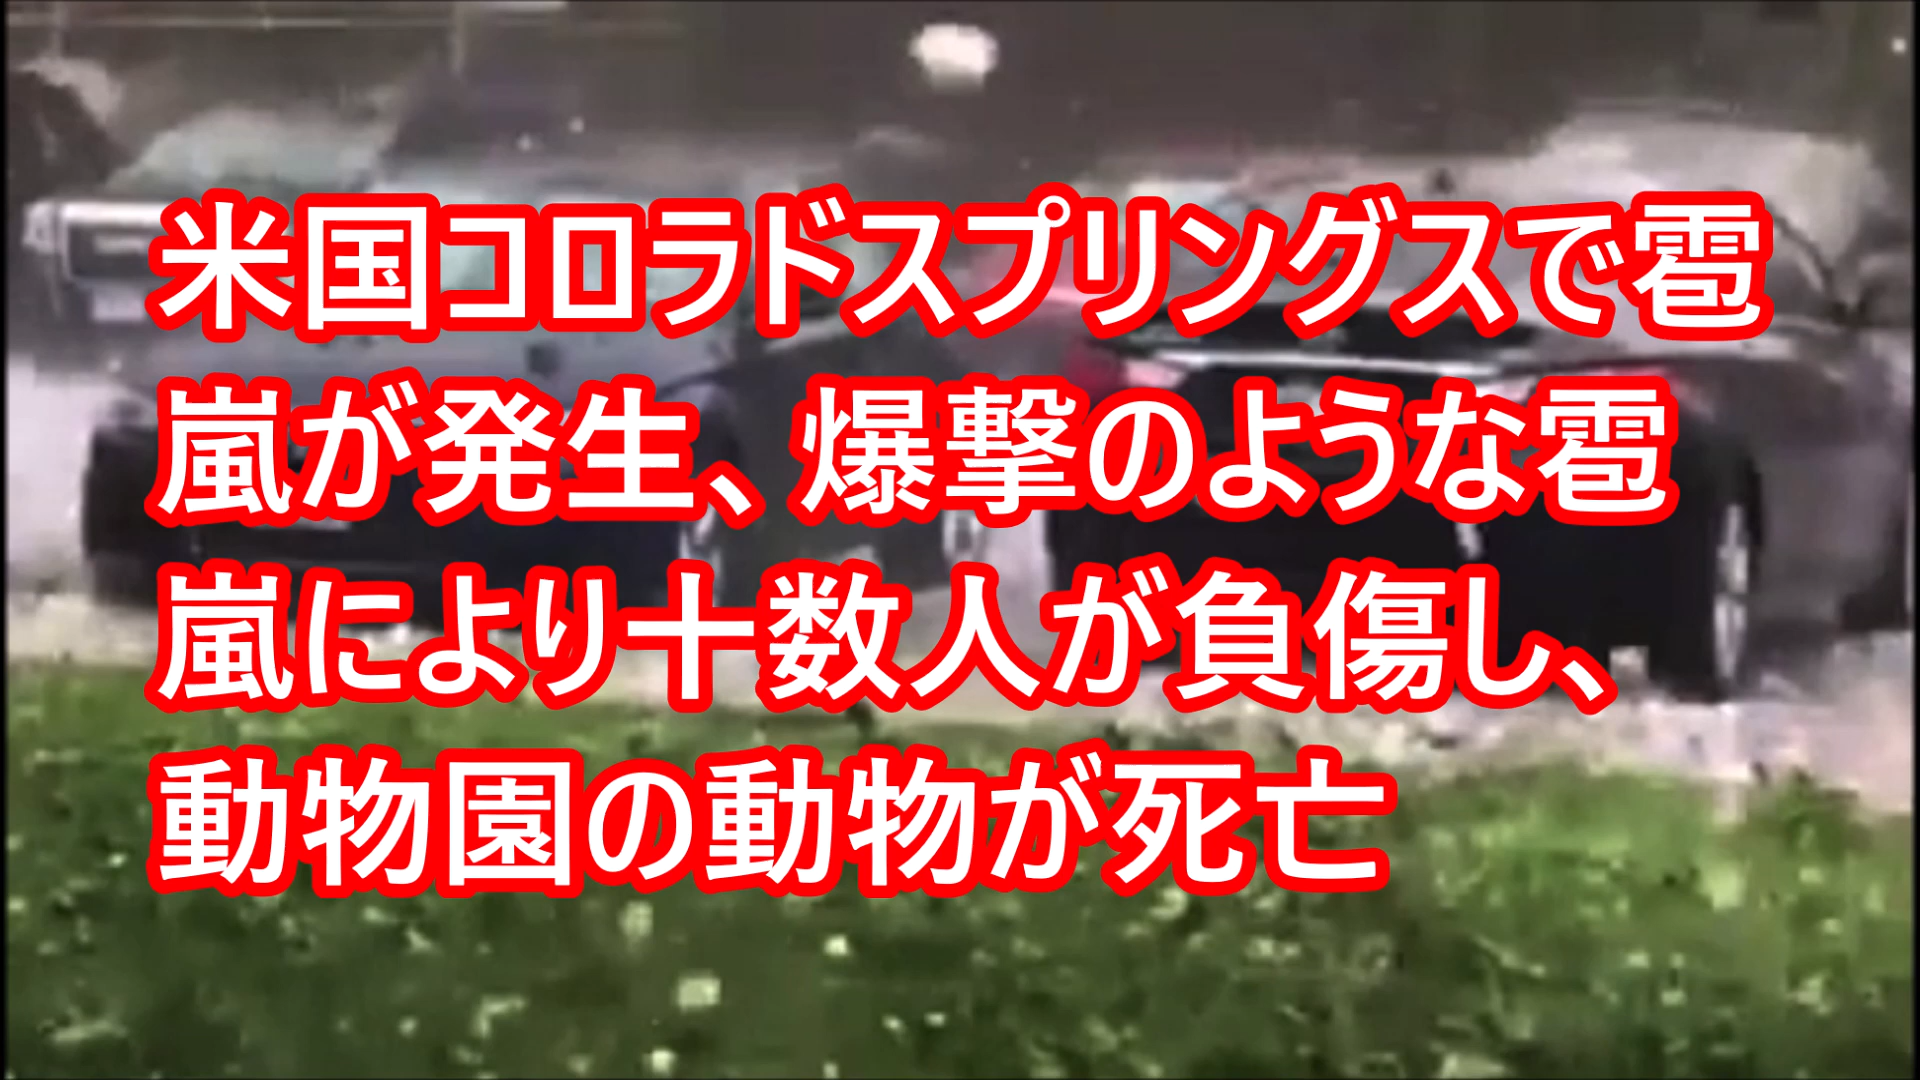 米国コロラドスプリングスで雹
嵐が発生、爆撃のような雹
嵐により十数人が負傷し、
動物園の動物が死亡